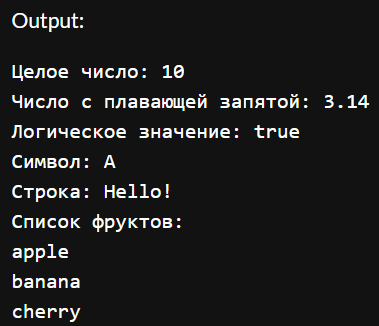 Output:
Целое число: 10
Число с плавающей запятой: 3.14
Логическое значение: true
Символ: A
Строка: Hello!
Список фруктов:
apple
banana
cherry